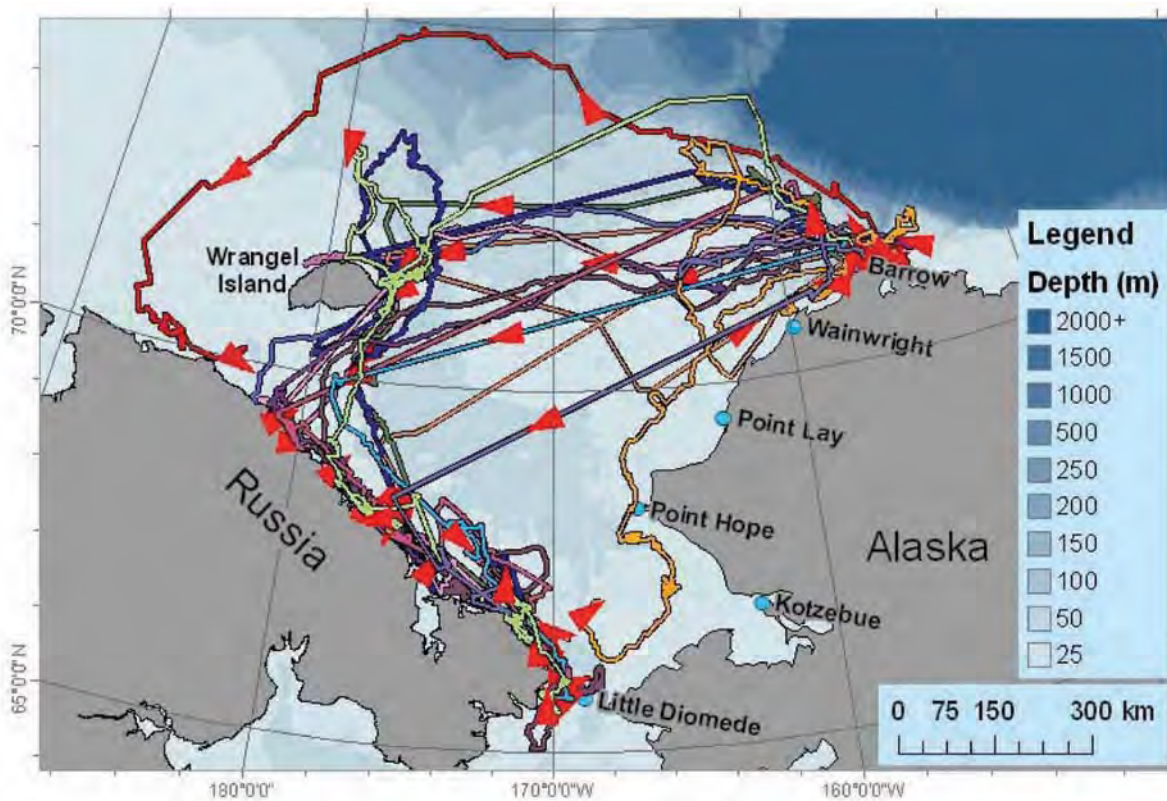 Wrangel
Island
Barrow
Wainwright
Point Lay
Point Hope
Kotzebue
Little Diomede
Russia
Alaska
Legend
Depth (m)
2000+
1500
1000
500
250
200
150
100
50
25
0 75 150 300 km
70°0'0"N
65°0'0"N
180°0'0"
170°0'0"W
160°0'0"W